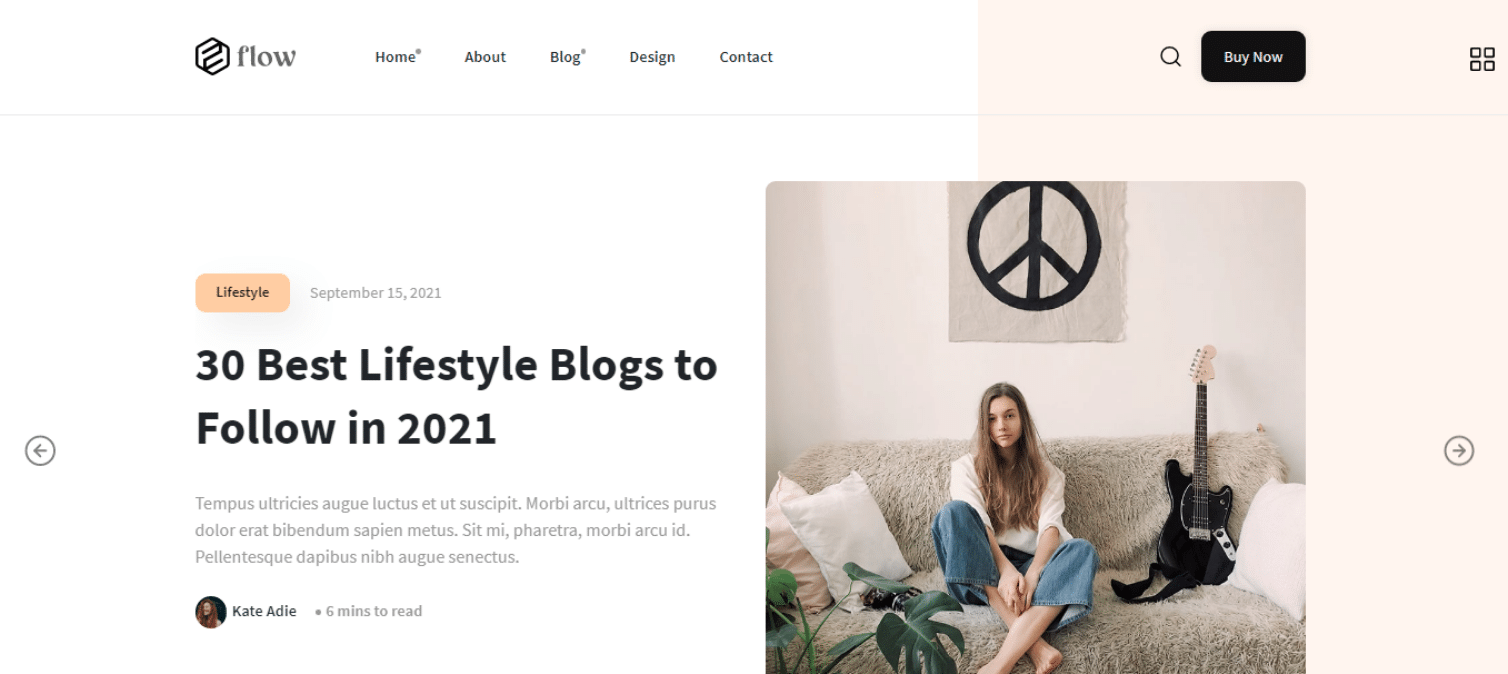 flow
Home
About
Blog
Design
Contact
Buy Now
Lifestyle
September 15, 2021
30 Best Lifestyle Blogs to
Follow in 2021
Tempus ultricies augue luctus et ut suscipit. Morbi arcu, ultrices purus
dolor erat bibendum sapien metus. Sit mi, pharetra, morbi arcu id.
Pellentesque dapibus nibh augue senectus.
Kate Adie
• 6 mins to read